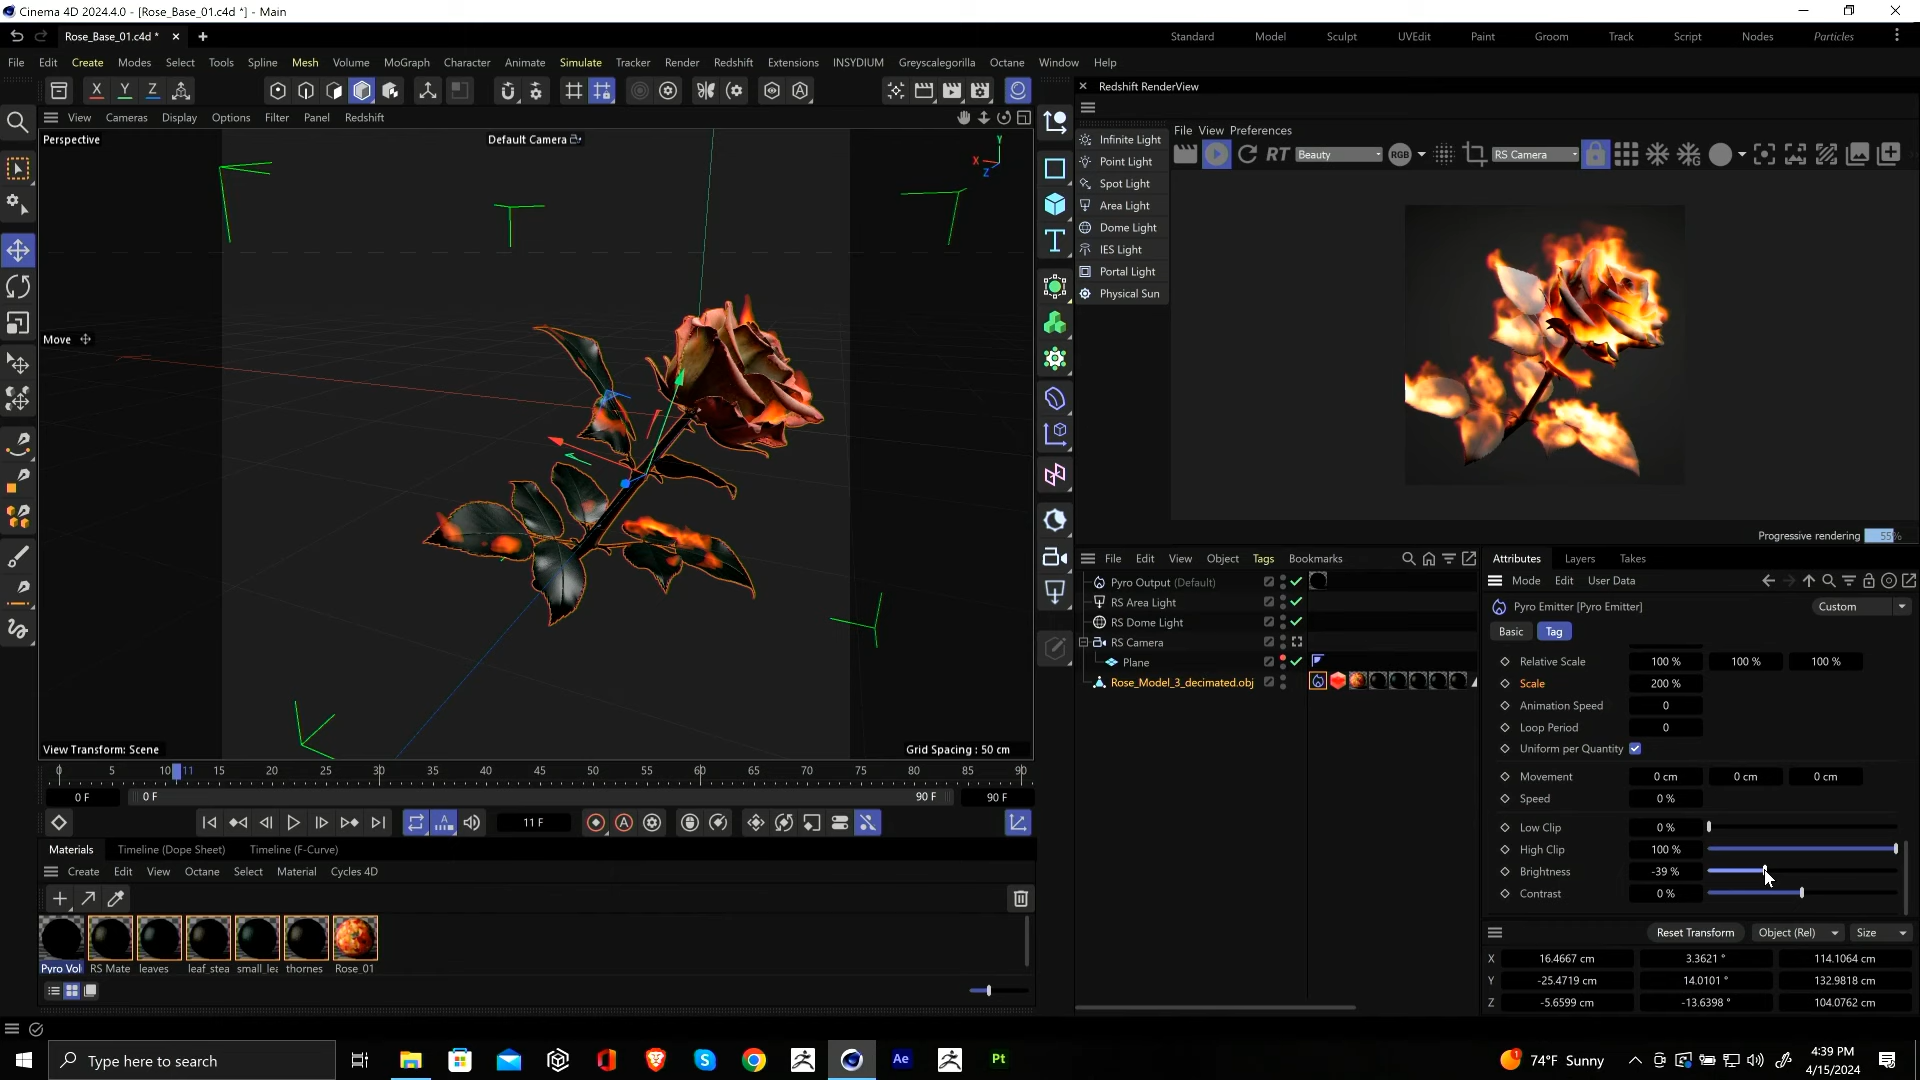 Cinema 4D 2024.4.0 - [Rose_Base_01.c4d *] - Main
Rose_Base_01.c4d *
Standard Model Sculpt UVEdit Paint Groom Track Script Nodes Particles
File Edit Create Modes Select Tools Spline Mesh Volume MoGraph Character Animate Simulate Tracker Render Redshift Extensions INSYDIUM Greyscalegorilla Octane Window Help
X Y Z
Redshift RenderView
View Cameras Display Options Filter Panel Redshift
Perspective
Default Camera
Y
X
Z
Move
View Transform: Scene
Grid Spacing : 50 cm
Infinite Light
Point Light
Spot Light
Area Light
Dome Light
IES Light
Portal Light
Physical Sun
File View Preferences
RT Beauty RGB RS Camera
Progressive rendering 55%
File Edit View Object Tags Bookmarks
Pyro Output (Default)
RS Area Light
RS Dome Light
RS Camera
Plane
Rose_Model_3_decimated.obj
Attributes Layers Takes
Mode Edit User Data
Pyro Emitter [Pyro Emitter]
Custom
Basic Tag
Relative Scale 100 % 100 % 100 %
Scale 200 %
Animation Speed 0
Loop Period 0
Uniform per Quantity
Movement 0 cm 0 cm 0 cm
Speed 0 %
Low Clip 0 %
High Clip 100 %
Brightness -39 %
Contrast 0 %
Reset Transform Object (Rel) Size
X 16.4667 cm 3.3621 ° 114.1064 cm
Y -25.4719 cm 14.0101 ° 132.9818 cm
Z -5.6599 cm -13.6398 ° 104.0762 cm
0 5 10 11 15 20 25 30 35 40 45 50 55 60 65 70 75 80 85 90
0 F 0 F 90 F 90 F
11 F
Materials Timeline (Dope Sheet) Timeline (F-Curve)
Create Edit View Octane Select Material Cycles 4D
Pyro Vol RS Mate leaves leaf_stea small_lea thornes Rose_01
Type here to search
Ae
Pt
1
74°F Sunny
4:39 PM
4/15/2024